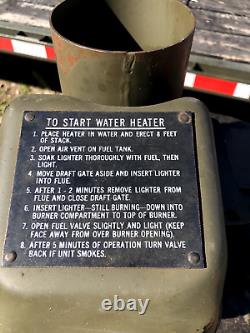 TO START WATER HEATER
1. PLACE HEATER IN WATER AND ERECT 8 FEET
OF STACK.
2. OPEN AIR VENT ON FUEL TANK.
3. SOAK LIGHTER THOROUGHLY WITH FUEL, THEN
LIGHT.
4. MOVE DRAFT GATE ASIDE AND INSERT LIGHTER
INTO FLUE.
5. AFTER 1 - 2 MINUTES REMOVE LIGHTER FROM
FLUE AND CLOSE DRAFT GATE.
6. INSERT LIGHTER—STILL BURNING—DOWN INTO
BURNER COMPARTMENT TO TOP OF BURNER.
7. OPEN FUEL VALVE SLIGHTLY AND LIGHT (KEEP
FACE AWAY FROM OVER BURNER OPENING).
8. AFTER 5 MINUTES OF OPERATION TURN VALVE
BACK IF UNIT SMOKES.